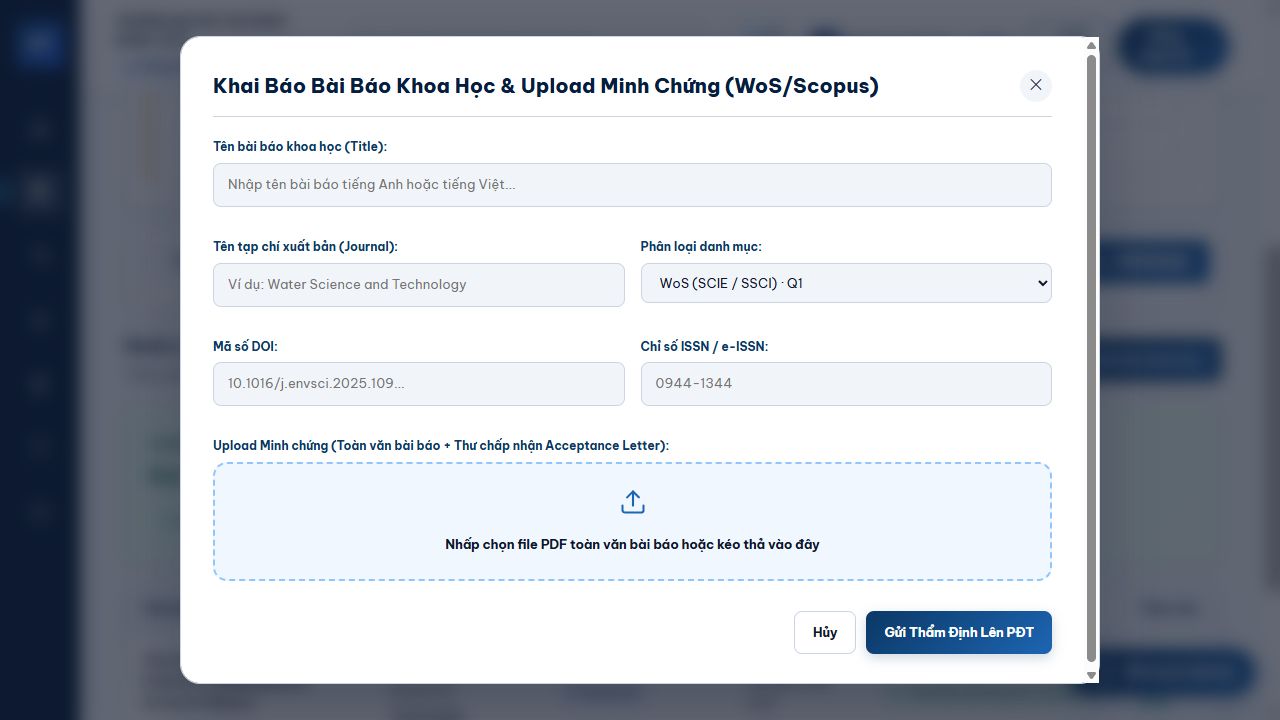 Khai Báo Bài Báo Khoa Học & Upload Minh Chứng (WoS/Scopus)
Tên bài báo khoa học (Title):
Nhập tên bài báo tiếng Anh hoặc tiếng Việt...
Tên tạp chí xuất bản (Journal):
Phân loại danh mục:
Ví dụ: Water Science and Technology
WoS (SCIE / SSCI) · Q1
Mã số DOI:
Chỉ số ISSN / e-ISSN:
10.1016/j.envsci.2025.109...
0944-1344
Upload Minh chứng (Toàn văn bài báo + Thư chấp nhận Acceptance Letter):
Nhấp chọn file PDF toàn văn bài báo hoặc kéo thả vào đây
Hủy
Gửi Thẩm Định Lên PĐT